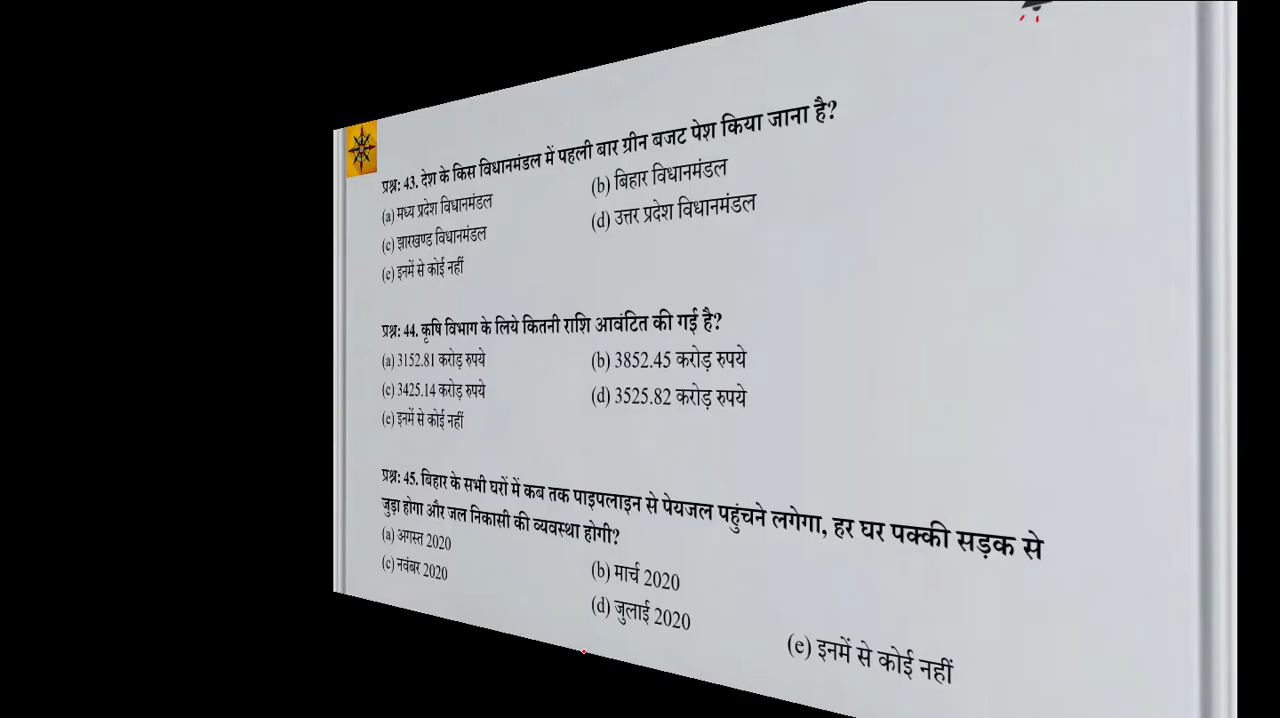 प्रश्न: 43. देश के किस विधानमंडल में पहली बार ग्रीन बजट पेश किया जाना है?
(a) मध्य प्रदेश विधानमंडल (b) बिहार विधानमंडल
(c) झारखण्ड विधानमंडल (d) उत्तर प्रदेश विधानमंडल
(e) इनमें से कोई नहीं
प्रश्न: 44. कृषि विभाग के लिये कितनी राशि आवंटित की गई है?
(a) 3152.81 करोड़ रुपये (b) 3852.45 करोड़ रुपये
(c) 3425.14 करोड़ रुपये (d) 3525.82 करोड़ रुपये
(e) इनमें से कोई नहीं
प्रश्न: 45. बिहार के सभी घरों में कब तक पाइपलाइन से पेयजल पहुंचने लगेगा, हर घर पक्की सड़क से
जुड़ा होगा और जल निकासी की व्यवस्था होगी?
(a) अगस्त 2020 (b) मार्च 2020
(c) नवंबर 2020 (d) जुलाई 2020 (e) इनमें से कोई नहीं